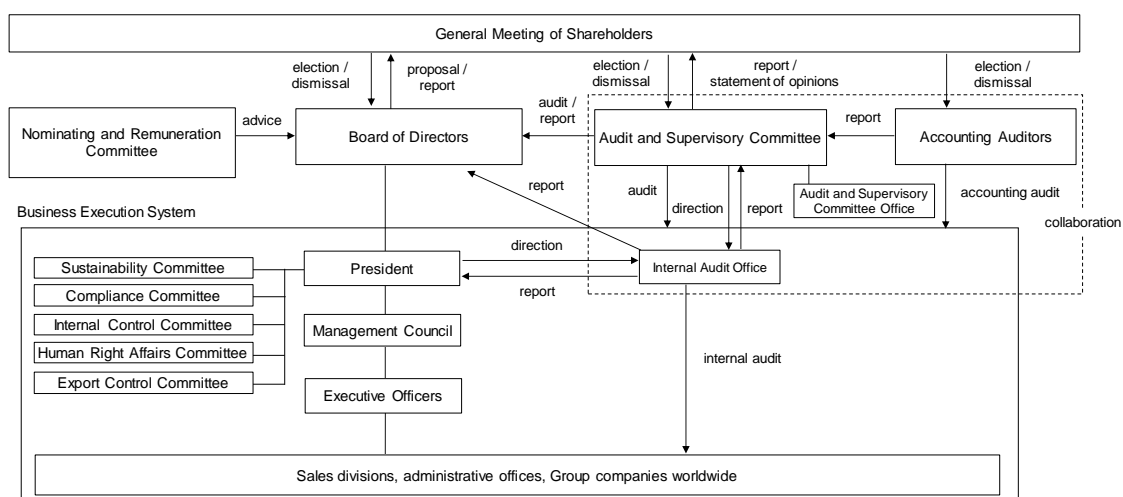 General Meeting of Shareholders
election /
dismissal
proposal /
report
election /
dismissal
report /
statement of opinions
election /
dismissal
Nominating and Remuneration
Committee
advice
Board of Directors
audit /
report
Audit and Supervisory Committee
report
Accounting Auditors
report
audit
direction
report
Audit and Supervisory
Committee Office
accounting audit
collaboration
Business Execution System
Sustainability Committee
Compliance Committee
Internal Control Committee
Human Right Affairs Committee
Export Control Committee
President
direction
report
Internal Audit Office
Management Council
internal audit
Executive Officers
Sales divisions, administrative offices, Group companies worldwide